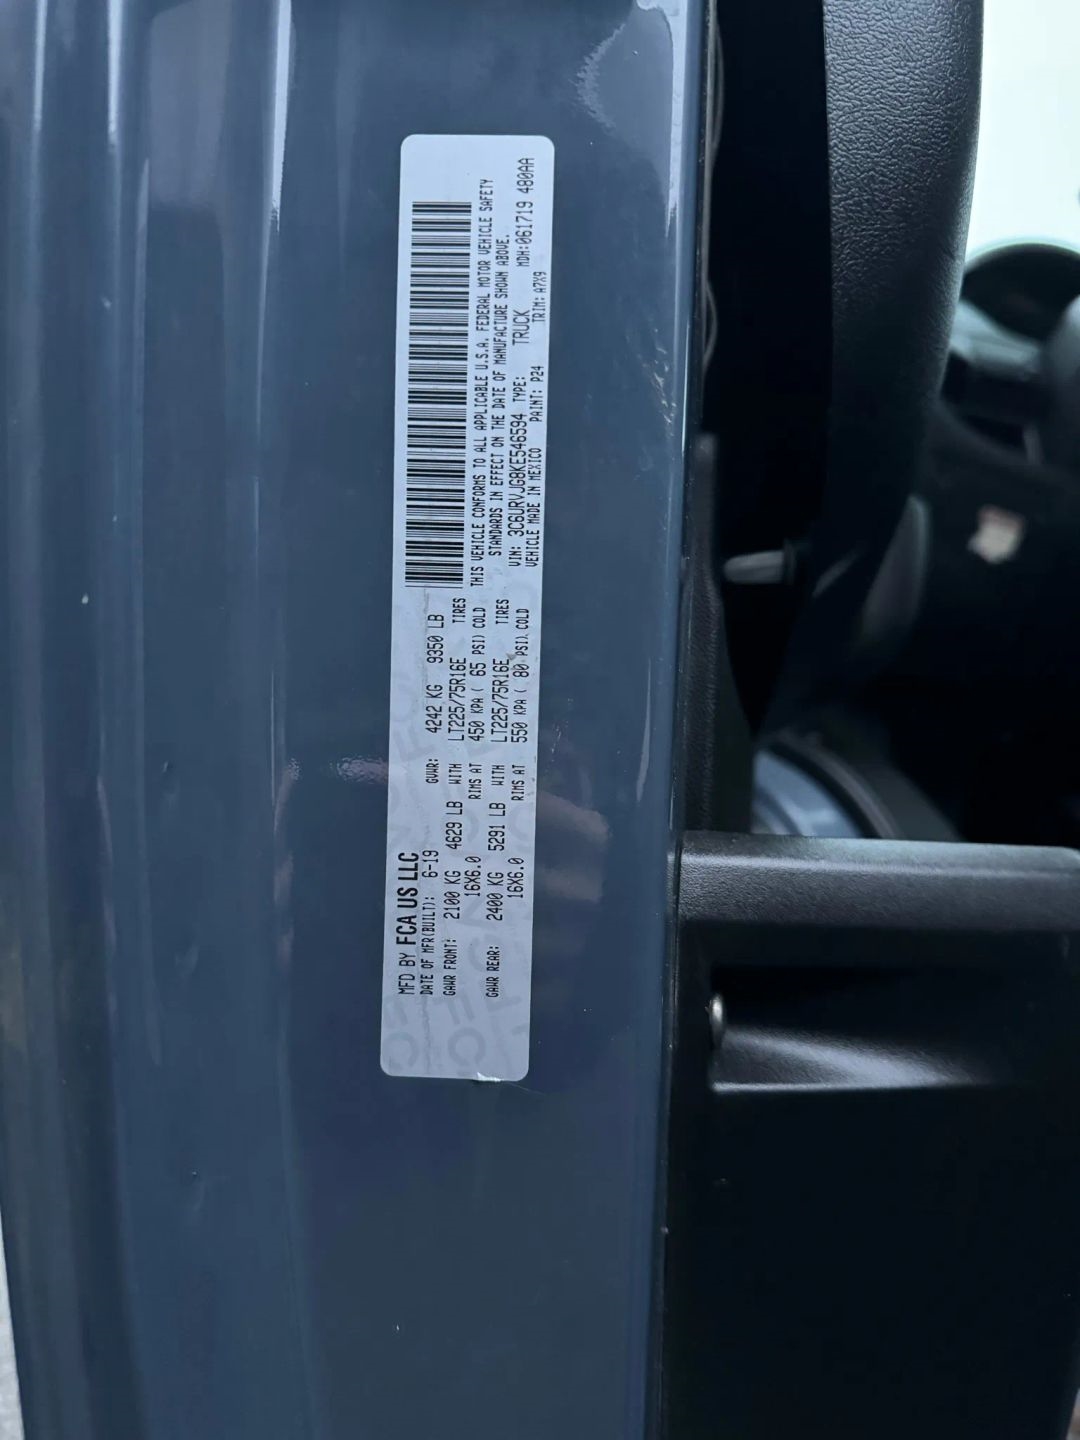 MFD BY FCA US LLC
DATE OF MFR(BUILT): 6-19 GVWR: 4242 KG 9350 LB
GAWR FRONT: 2100 KG 4629 LB WITH LT225/75R16E TIRES
16X6.0 RIMS AT 450 KPA ( 65 PSI) COLD
GAWR REAR: 2400 KG 5291 LB WITH LT225/75R16E TIRES
16X6.0 RIMS AT 550 KPA ( 80 PSI) COLD
THIS VEHICLE CONFORMS TO ALL APPLICABLE U.S.A. FEDERAL MOTOR VEHICLE SAFETY
STANDARDS IN EFFECT ON THE DATE OF MANUFACTURE SHOWN ABOVE.
VIN: 3C6URVJG8KE546594 TYPE: TRUCK MDH:061719 480AA
VEHICLE MADE IN MEXICO PAINT: P24 TRIM: A7X9